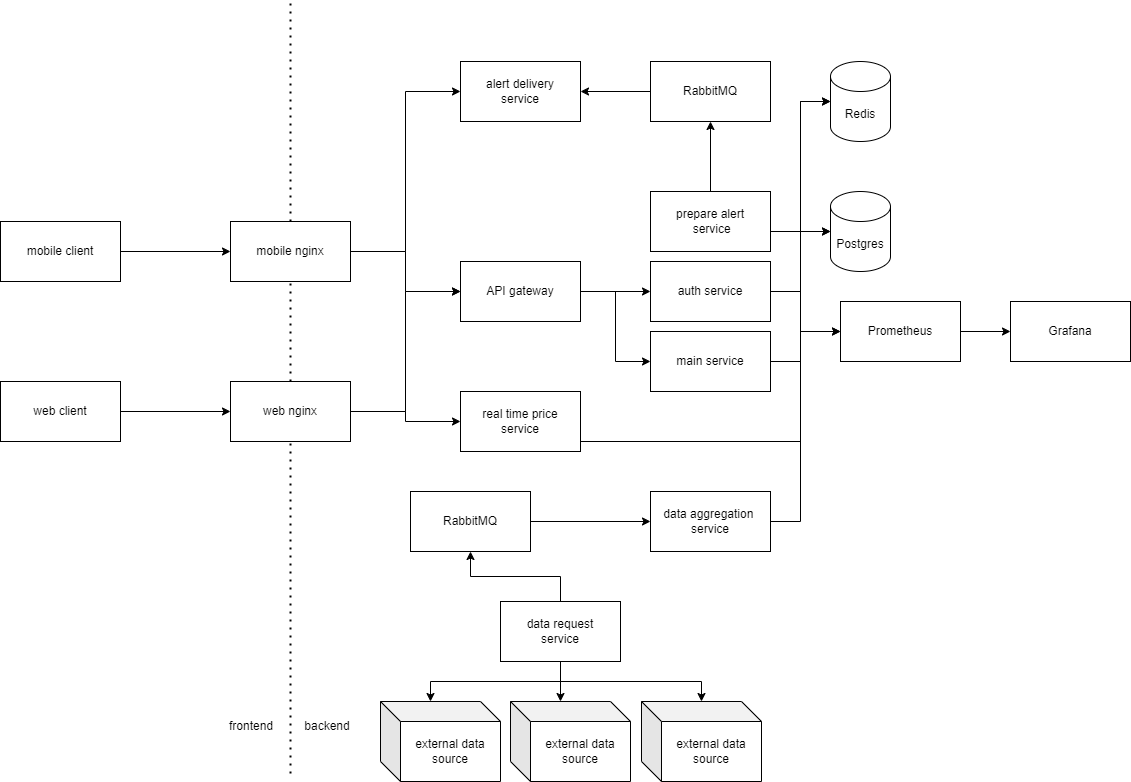 alert delivery
service
RabbitMQ
Redis
prepare alert
service
Postgres
mobile client
mobile nginx
API gateway
auth service
Prometheus
Grafana
main service
web client
web nginx
real time price
service
RabbitMQ
data aggregation
service
data request
service
frontend
backend
external data
source
external data
source
external data
source